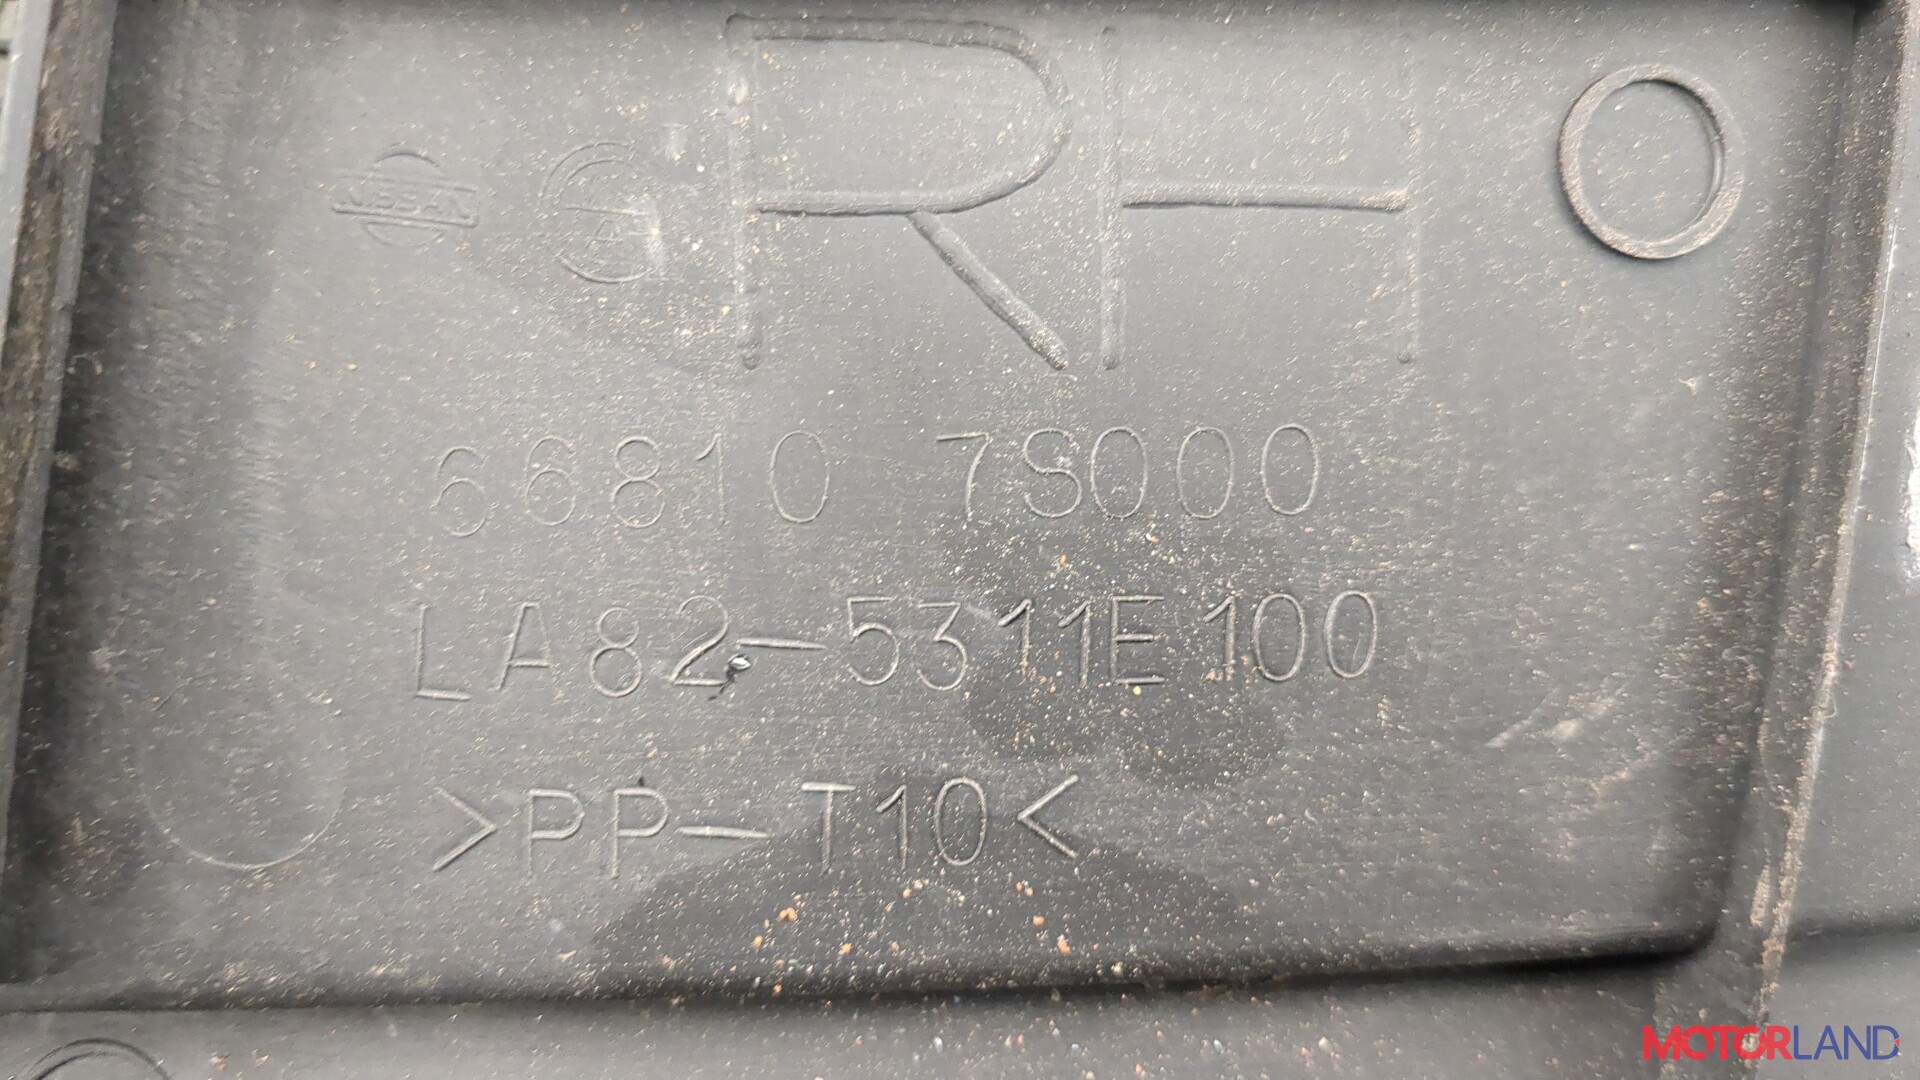 RH
NISSAN
A
66810 7S000
LA82-5311E100
>PP-T10<
MOTORLAND